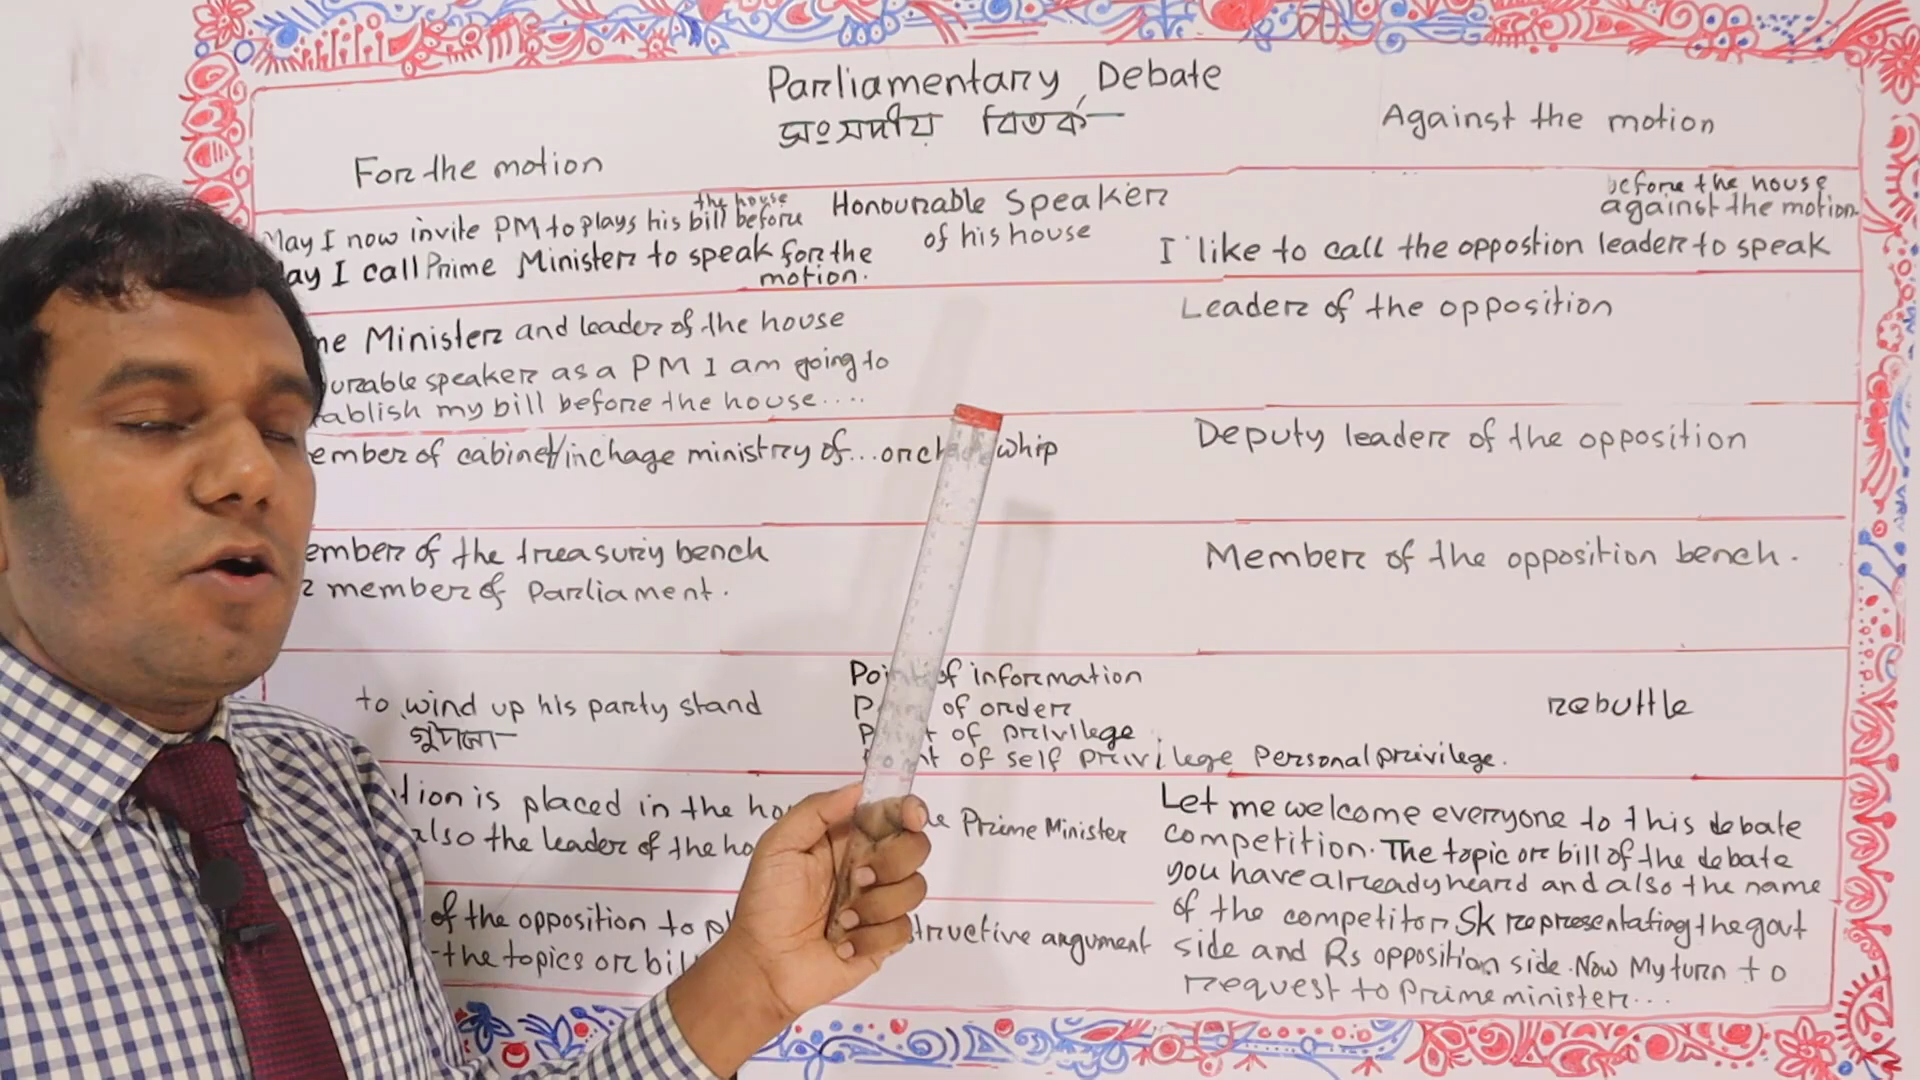 Parliamentary Debate
সংসদীয় বিতর্ক
For the motion
Against the motion
the house
May I now invite PM to plays his bill before
ay I call Prime Minister to speak for the
motion.
Honourable Speaker
of his house
before the house
against the motion.
I like to call the oppostion leader to speak
me Minister and leader of the house
urable speaker as a PM I am going to
ablish my bill before the house....
Leader of the opposition
ember of cabinet/inchage ministry of... or whip
Deputy leader of the opposition
ember of the treasury bench
member of Parliament.
Member of the opposition bench.
to wind up his party stand
Point of information
of order
of privilege
of self privilege Personal privilege.
rebuttle
tion is placed in the
also the leader of the
Prime Minister
of the opposition to
the topics or
structive argument
Let me welcome everyone to this debate
competition. The topic or bill of the debate
you have already heard and also the name
of the competitor Sk representating the govt
side and Rs opposition side. Now My turn to
request to prime minister...